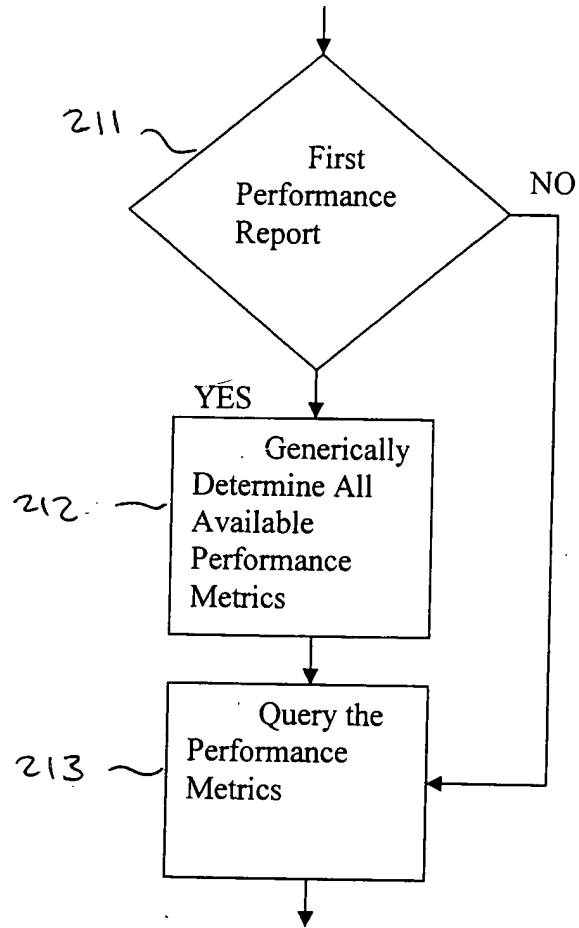 211
First
Performance
Report
NO
YES
Generically
Determine All
Available
Performance
Metrics
212
Query the
Performance
Metrics
213